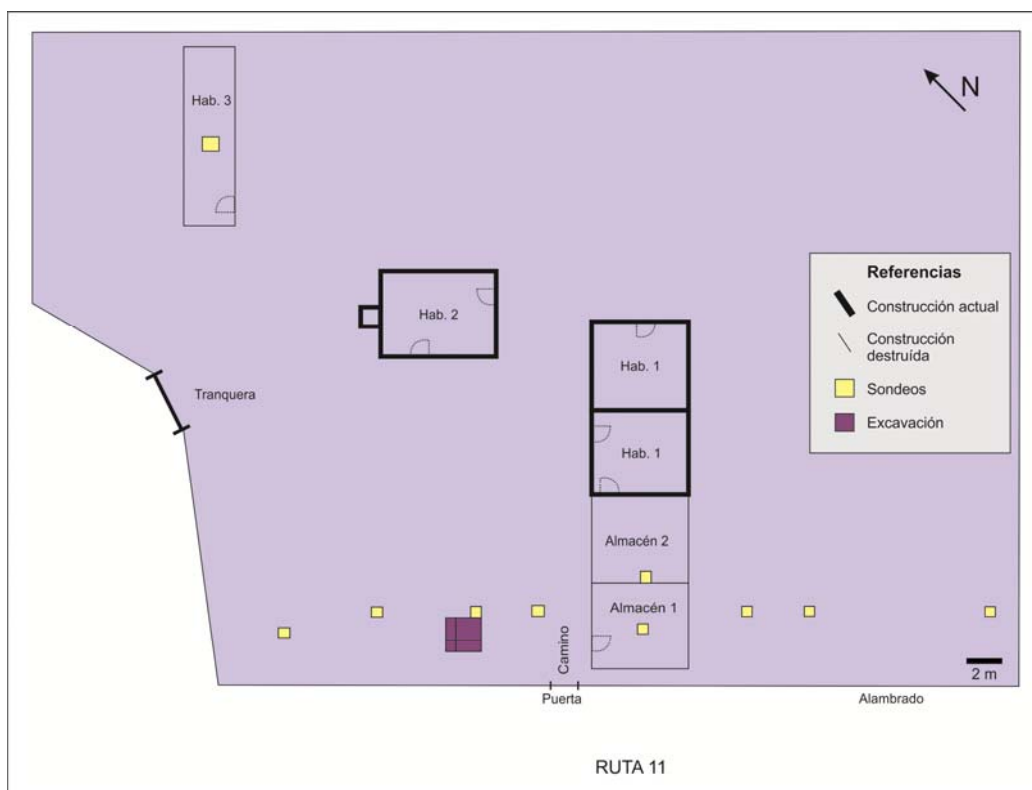 Hab. 3
N
Hab. 2
Referencias
Construcción actual
Construcción
destruída
Sondeos
Excavación
Hab. 1
Tranquera
Hab. 1
Almacén 2
Almacén 1
Camino
2 m
Puerta
Alambrado
RUTA 11